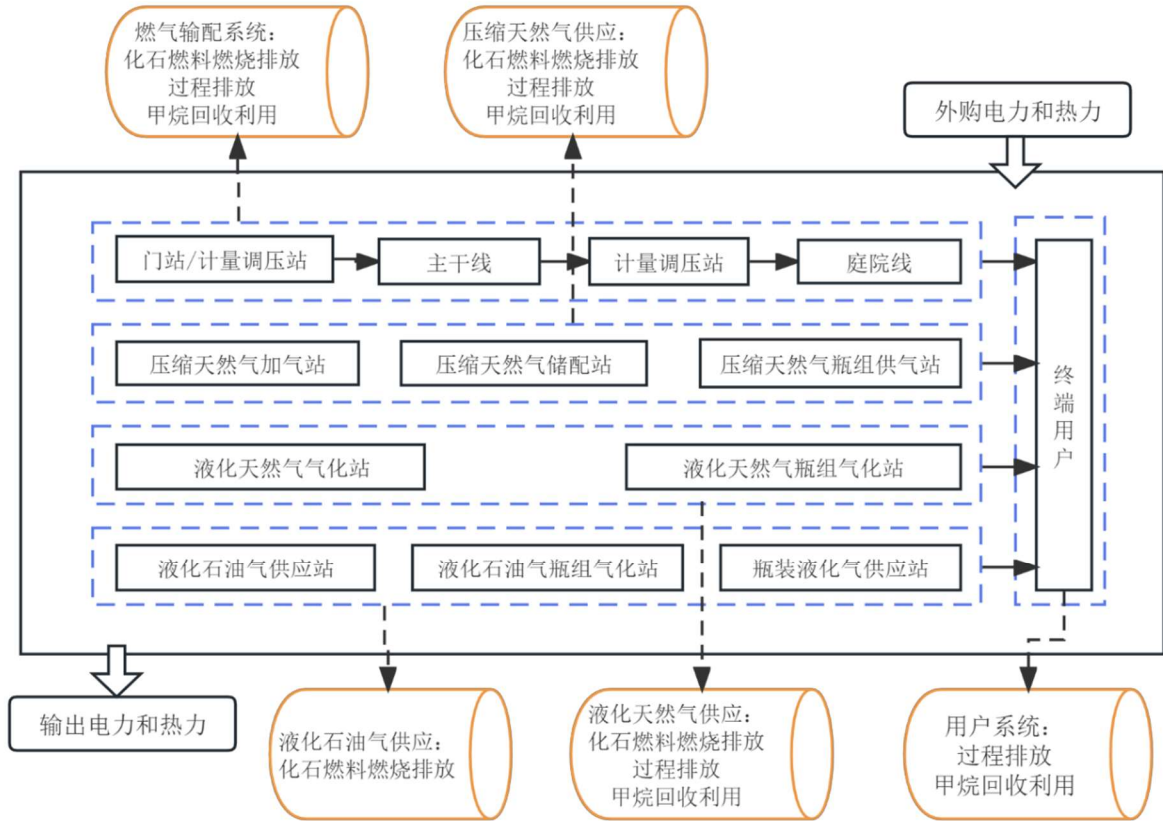 燃气输配系统:
化石燃料燃烧排放
过程排放
甲烷回收利用
压缩天然气供应:
化石燃料燃烧排放
过程排放
甲烷回收利用
外购电力和热力
门站/计量调压站
主干线
计量调压站
庭院线
压缩天然气加气站
压缩天然气储配站
压缩天然气瓶组供气站
终端用户
液化天然气气化站
液化天然气瓶组气化站
液化石油气供应站
液化石油气瓶组气化站
瓶装液化气供应站
输出电力和热力
液化石油气供应:
化石燃料燃烧排放
液化天然气供应:
化石燃料燃烧排放
过程排放
甲烷回收利用
用户系统:
过程排放
甲烷回收利用